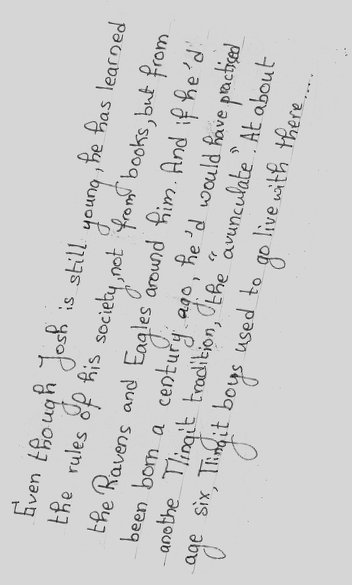 Even though Josh is still young, he has learned
the rules of his society, not from books, but from
the Ravens and Eagles around him. And if he'd
been born a century ago, he'd would have practised
anothe Tlingit tradition, "the "avunculate". At about
age six, Tlingit boys used to go live with there.....